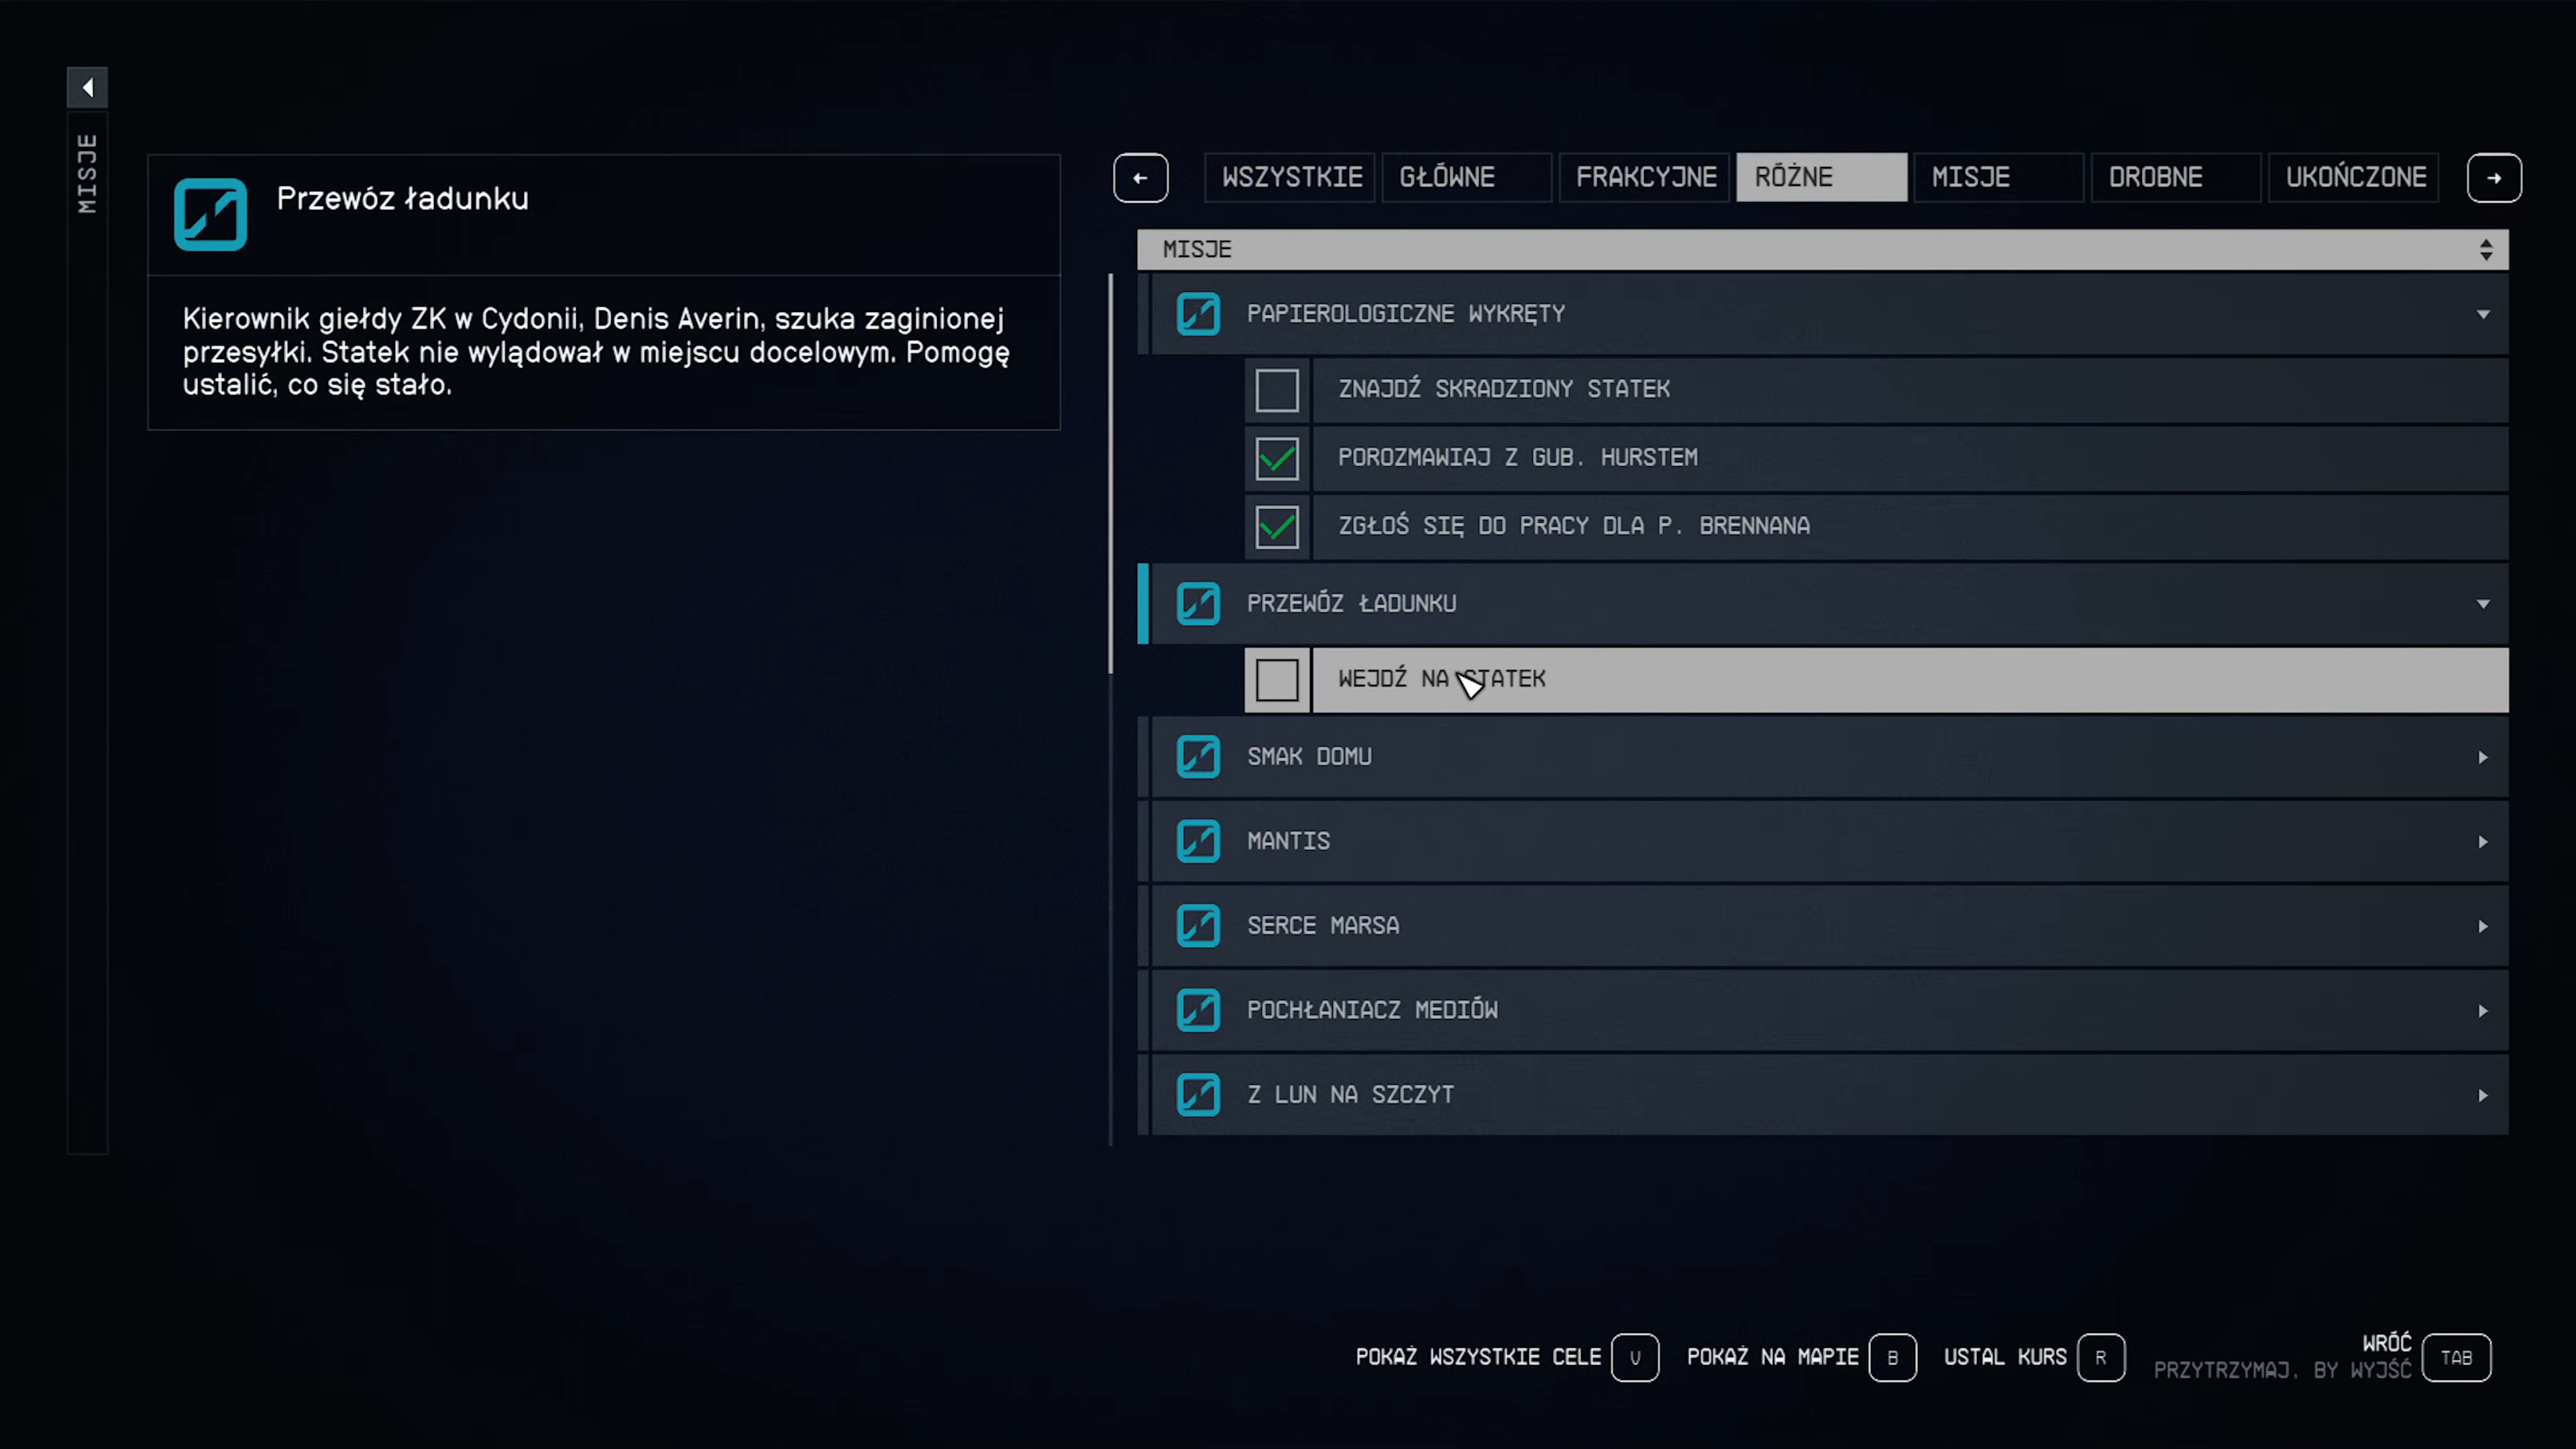 MISJE
Przewóz ładunku
Kierownik giełdy ZK w Cydonii, Denis Averin, szuka zaginionej
przesyłki. Statek nie wylądował w miejscu docelowym. Pomogę
ustalić, co się stało.
WSZYSTKIE GŁÓWNE FRAKCYJNE RÓŻNE MISJE DROBNE UKOŃCZONE
MISJE
PAPIEROLOGICZNE WYKRĘTY
ZNAJDŹ SKRADZIONY STATEK
POROZMAWIAJ Z GUB. HURSTEM
ZGŁOŚ SIĘ DO PRACY DLA P. BRENNANA
PRZEWÓZ ŁADUNKU
WEJDŹ NA STATEK
SMAK DOMU
MANTIS
SERCE MARSA
POCHŁANIACZ MEDIÓW
Z LUN NA SZCZYT
POKAŻ WSZYSTKIE CELE V POKAŻ NA MAPIE B USTAL KURS R WRÓĆ TAB
PRZYTRZYMAJ, BY WYJŚĆ